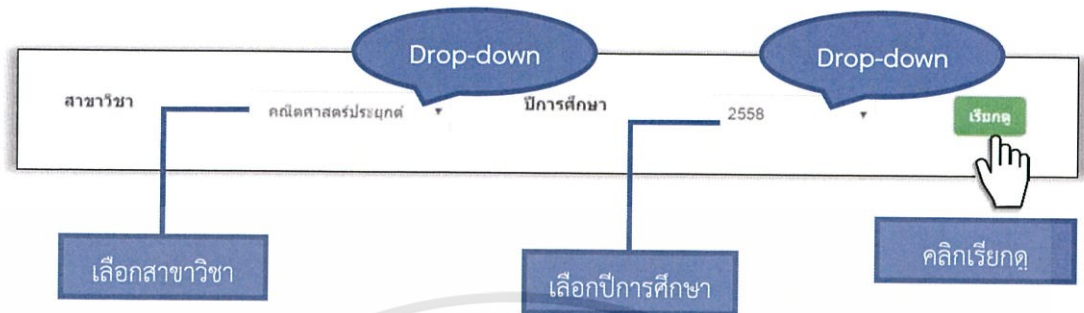 Drop-down Drop-down
สาขาวิชา คณิตศาสตร์ประยุกต์ ปีการศึกษา 2558 เรียกดู
เลือกสาขาวิชา เลือกปีการศึกษา คลิกเรียกดู